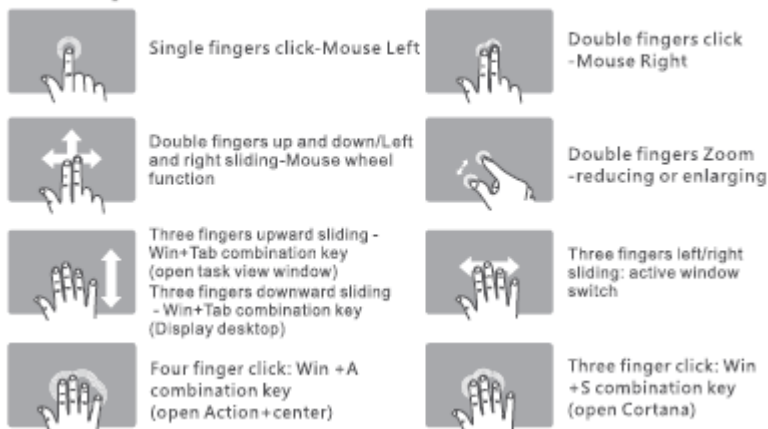 Single fingers click-Mouse Left
Double fingers click
-Mouse Right
Double fingers up and down/Left
and right sliding-Mouse wheel
function
Double fingers Zoom
-reducing or enlarging
Three fingers upward sliding -
Win+Tab combination key
(open task view window)
Three fingers downward sliding
- Win+Tab combination key
(Display desktop)
Three fingers left/right
sliding: active window
switch
Four finger click: Win +A
combination key
(open Action+center)
Three finger click: Win
+S combination key
(open Cortana)